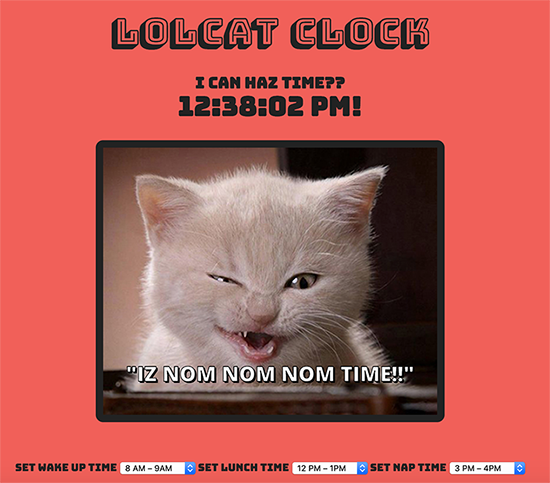 LOLCAT CLOCK
I CAN HAZ TIME??
12:38:02 PM!
"IZ NOM NOM NOM TIME!!"
SET WAKE UP TIME 8 AM – 9AM SET LUNCH TIME 12 PM – 1PM SET NAP TIME 3 PM – 4PM